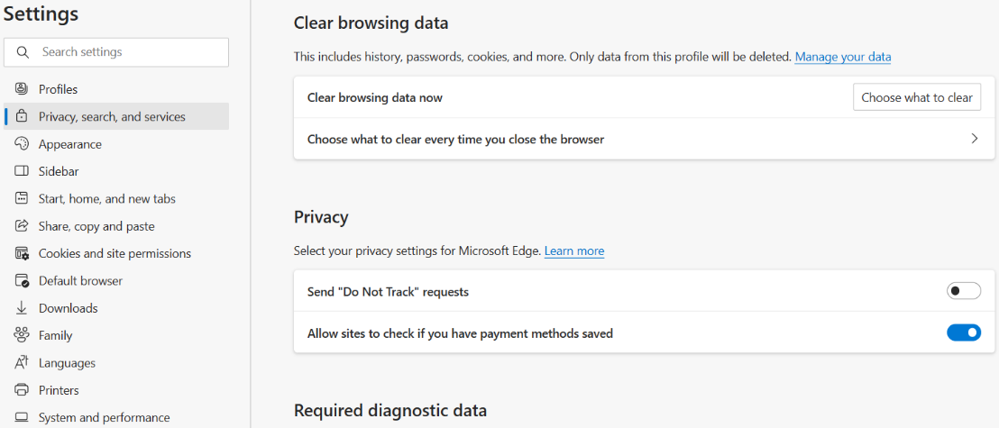 Settings
Search settings
Profiles
Privacy, search, and services
Appearance
Sidebar
Start, home, and new tabs
Share, copy and paste
Cookies and site permissions
Default browser
Downloads
Family
Languages
Printers
System and performance
Clear browsing data
This includes history, passwords, cookies, and more. Only data from this profile will be deleted. Manage your data
Clear browsing data now
Choose what to clear
Choose what to clear every time you close the browser
Privacy
Select your privacy settings for Microsoft Edge. Learn more
Send "Do Not Track" requests
Allow sites to check if you have payment methods saved
Required diagnostic data